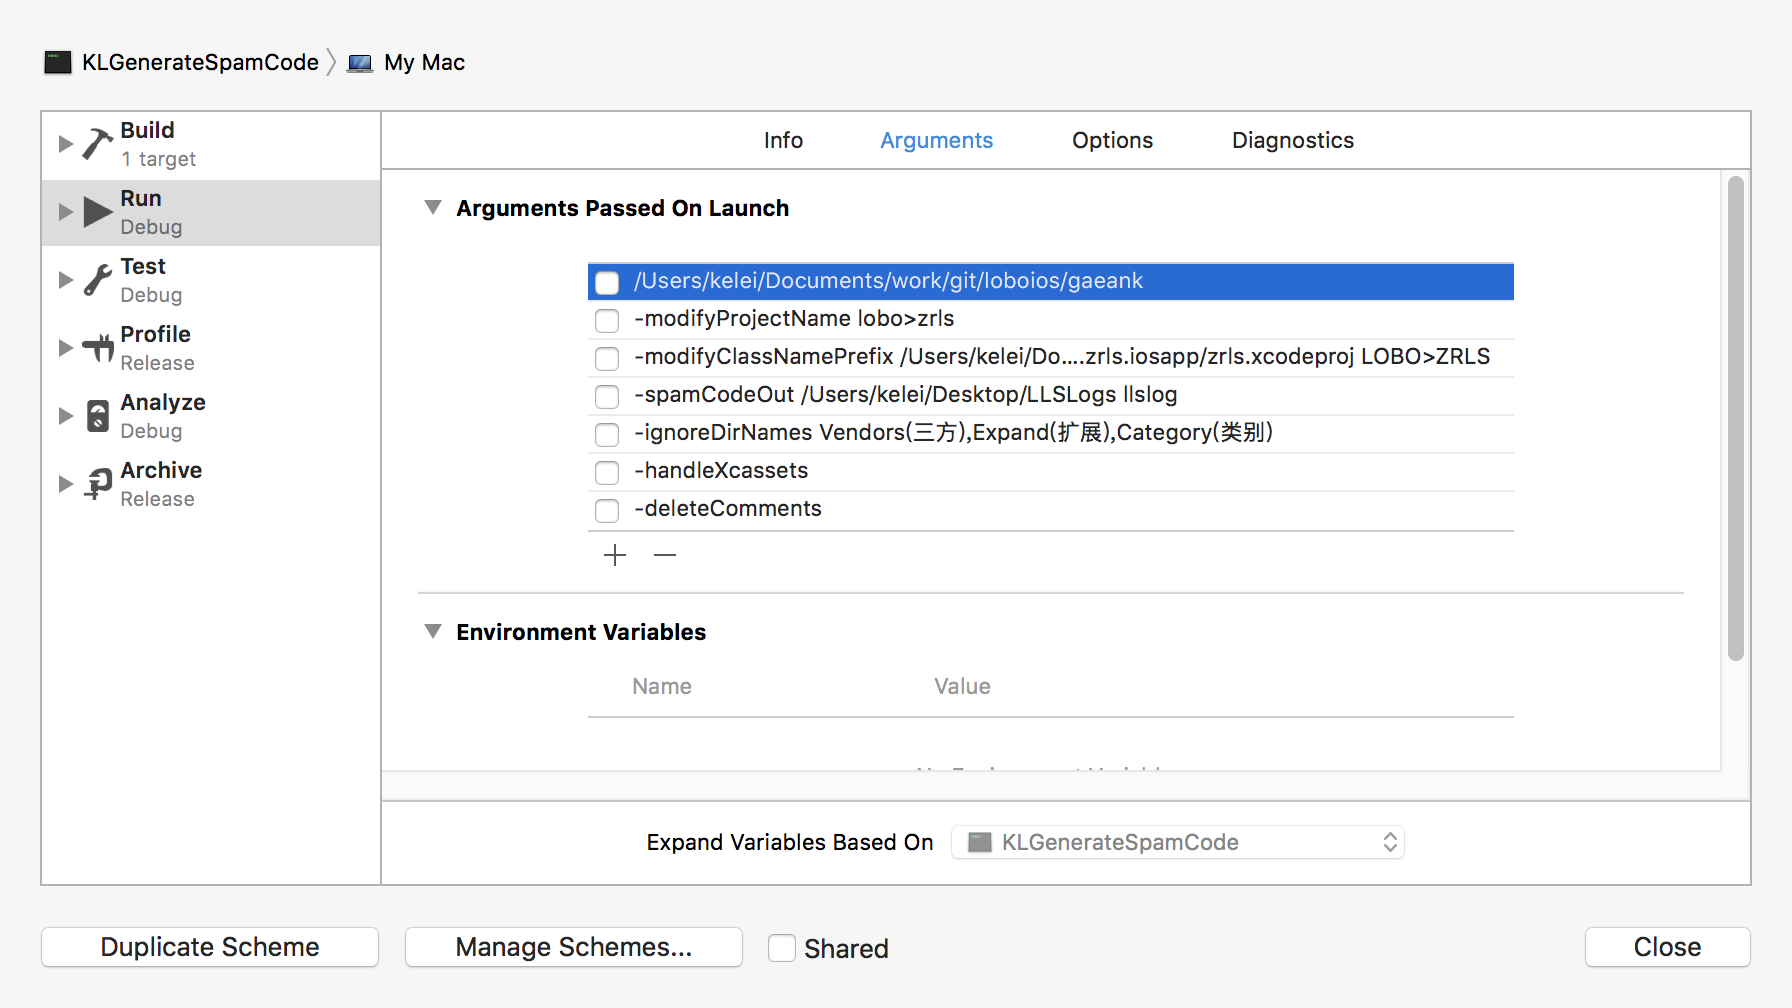 KLGenerateSpamCode My Mac
Build
1 target
Run
Debug
Test
Debug
Profile
Release
Analyze
Debug
Archive
Release
Info Arguments Options Diagnostics
Arguments Passed On Launch
/Users/kelei/Documents/work/git/loboios/gaeank
-modifyProjectName lobo>zrls
-modifyClassNamePrefix /Users/kelei/Do....zrls.iosapp/zrls.xcodeproj LOBO>ZRLS
-spamCodeOut /Users/kelei/Desktop/LLSLogs llslog
-ignoreDirNames Vendors(三方),Expand(扩展),Category(类别)
-handleXcassets
-deleteComments
Environment Variables
Name Value
Expand Variables Based On KLGenerateSpamCode
Duplicate Scheme Manage Schemes... Shared Close